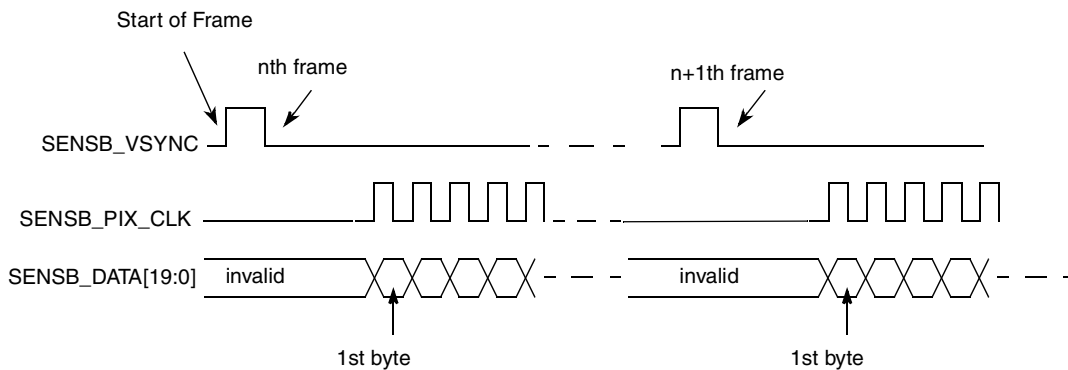 Start of Frame
nth frame
n+1th frame
SENSB_VSYNC
SENSB_PIX_CLK
SENSB_DATA[19:0]
invalid
invalid
1st byte
1st byte